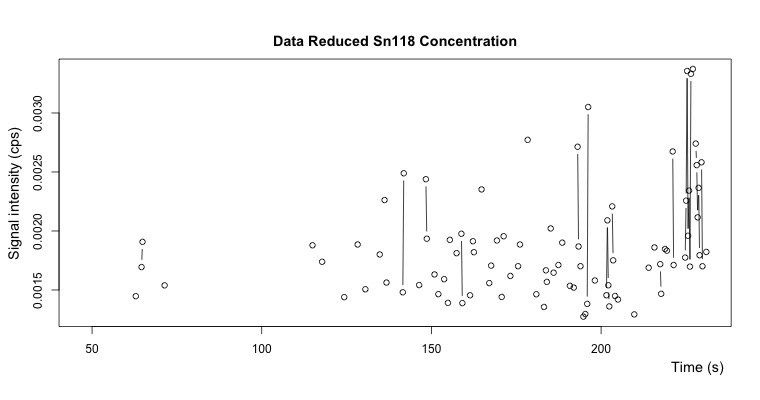 Data Reduced Sn118 Concentration
Signal intensity (cps)
0.0030
0.0025
0.0020
0.0015
50 100 150 200
Time (s)